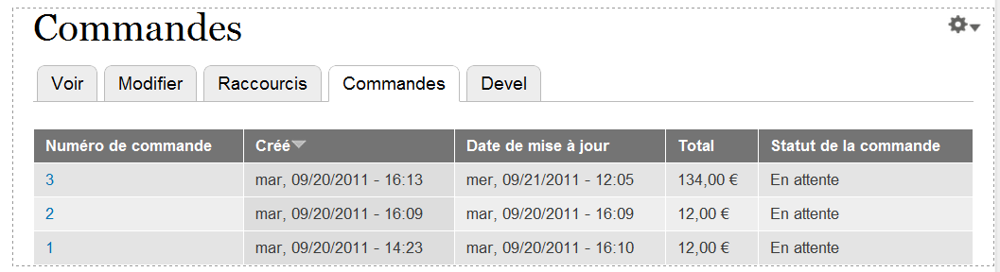 Commandes
Voir Modifier Raccourcis Commandes Devel
Numéro de commande Créé Date de mise à jour Total Statut de la commande
3 mar, 09/20/2011 - 16:13 mer, 09/21/2011 - 12:05 134,00 € En attente
2 mar, 09/20/2011 - 16:09 mar, 09/20/2011 - 16:09 12,00 € En attente
1 mar, 09/20/2011 - 14:23 mar, 09/20/2011 - 16:10 12,00 € En attente